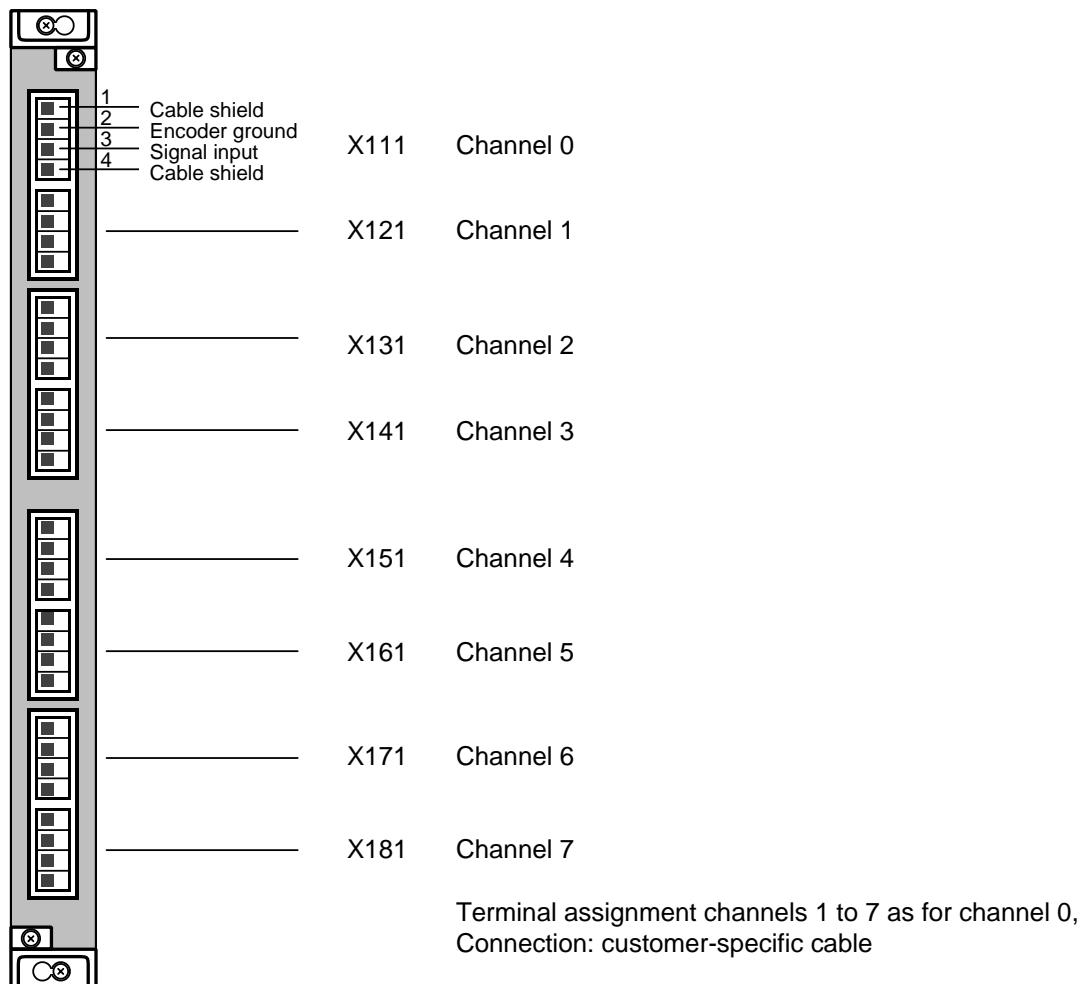 1 Cable shield
2 Encoder ground
3 Signal input
4 Cable shield
X111 Channel 0
X121 Channel 1
X131 Channel 2
X141 Channel 3
X151 Channel 4
X161 Channel 5
X171 Channel 6
X181 Channel 7
Terminal assignment channels 1 to 7 as for channel 0,
Connection: customer-specific cable